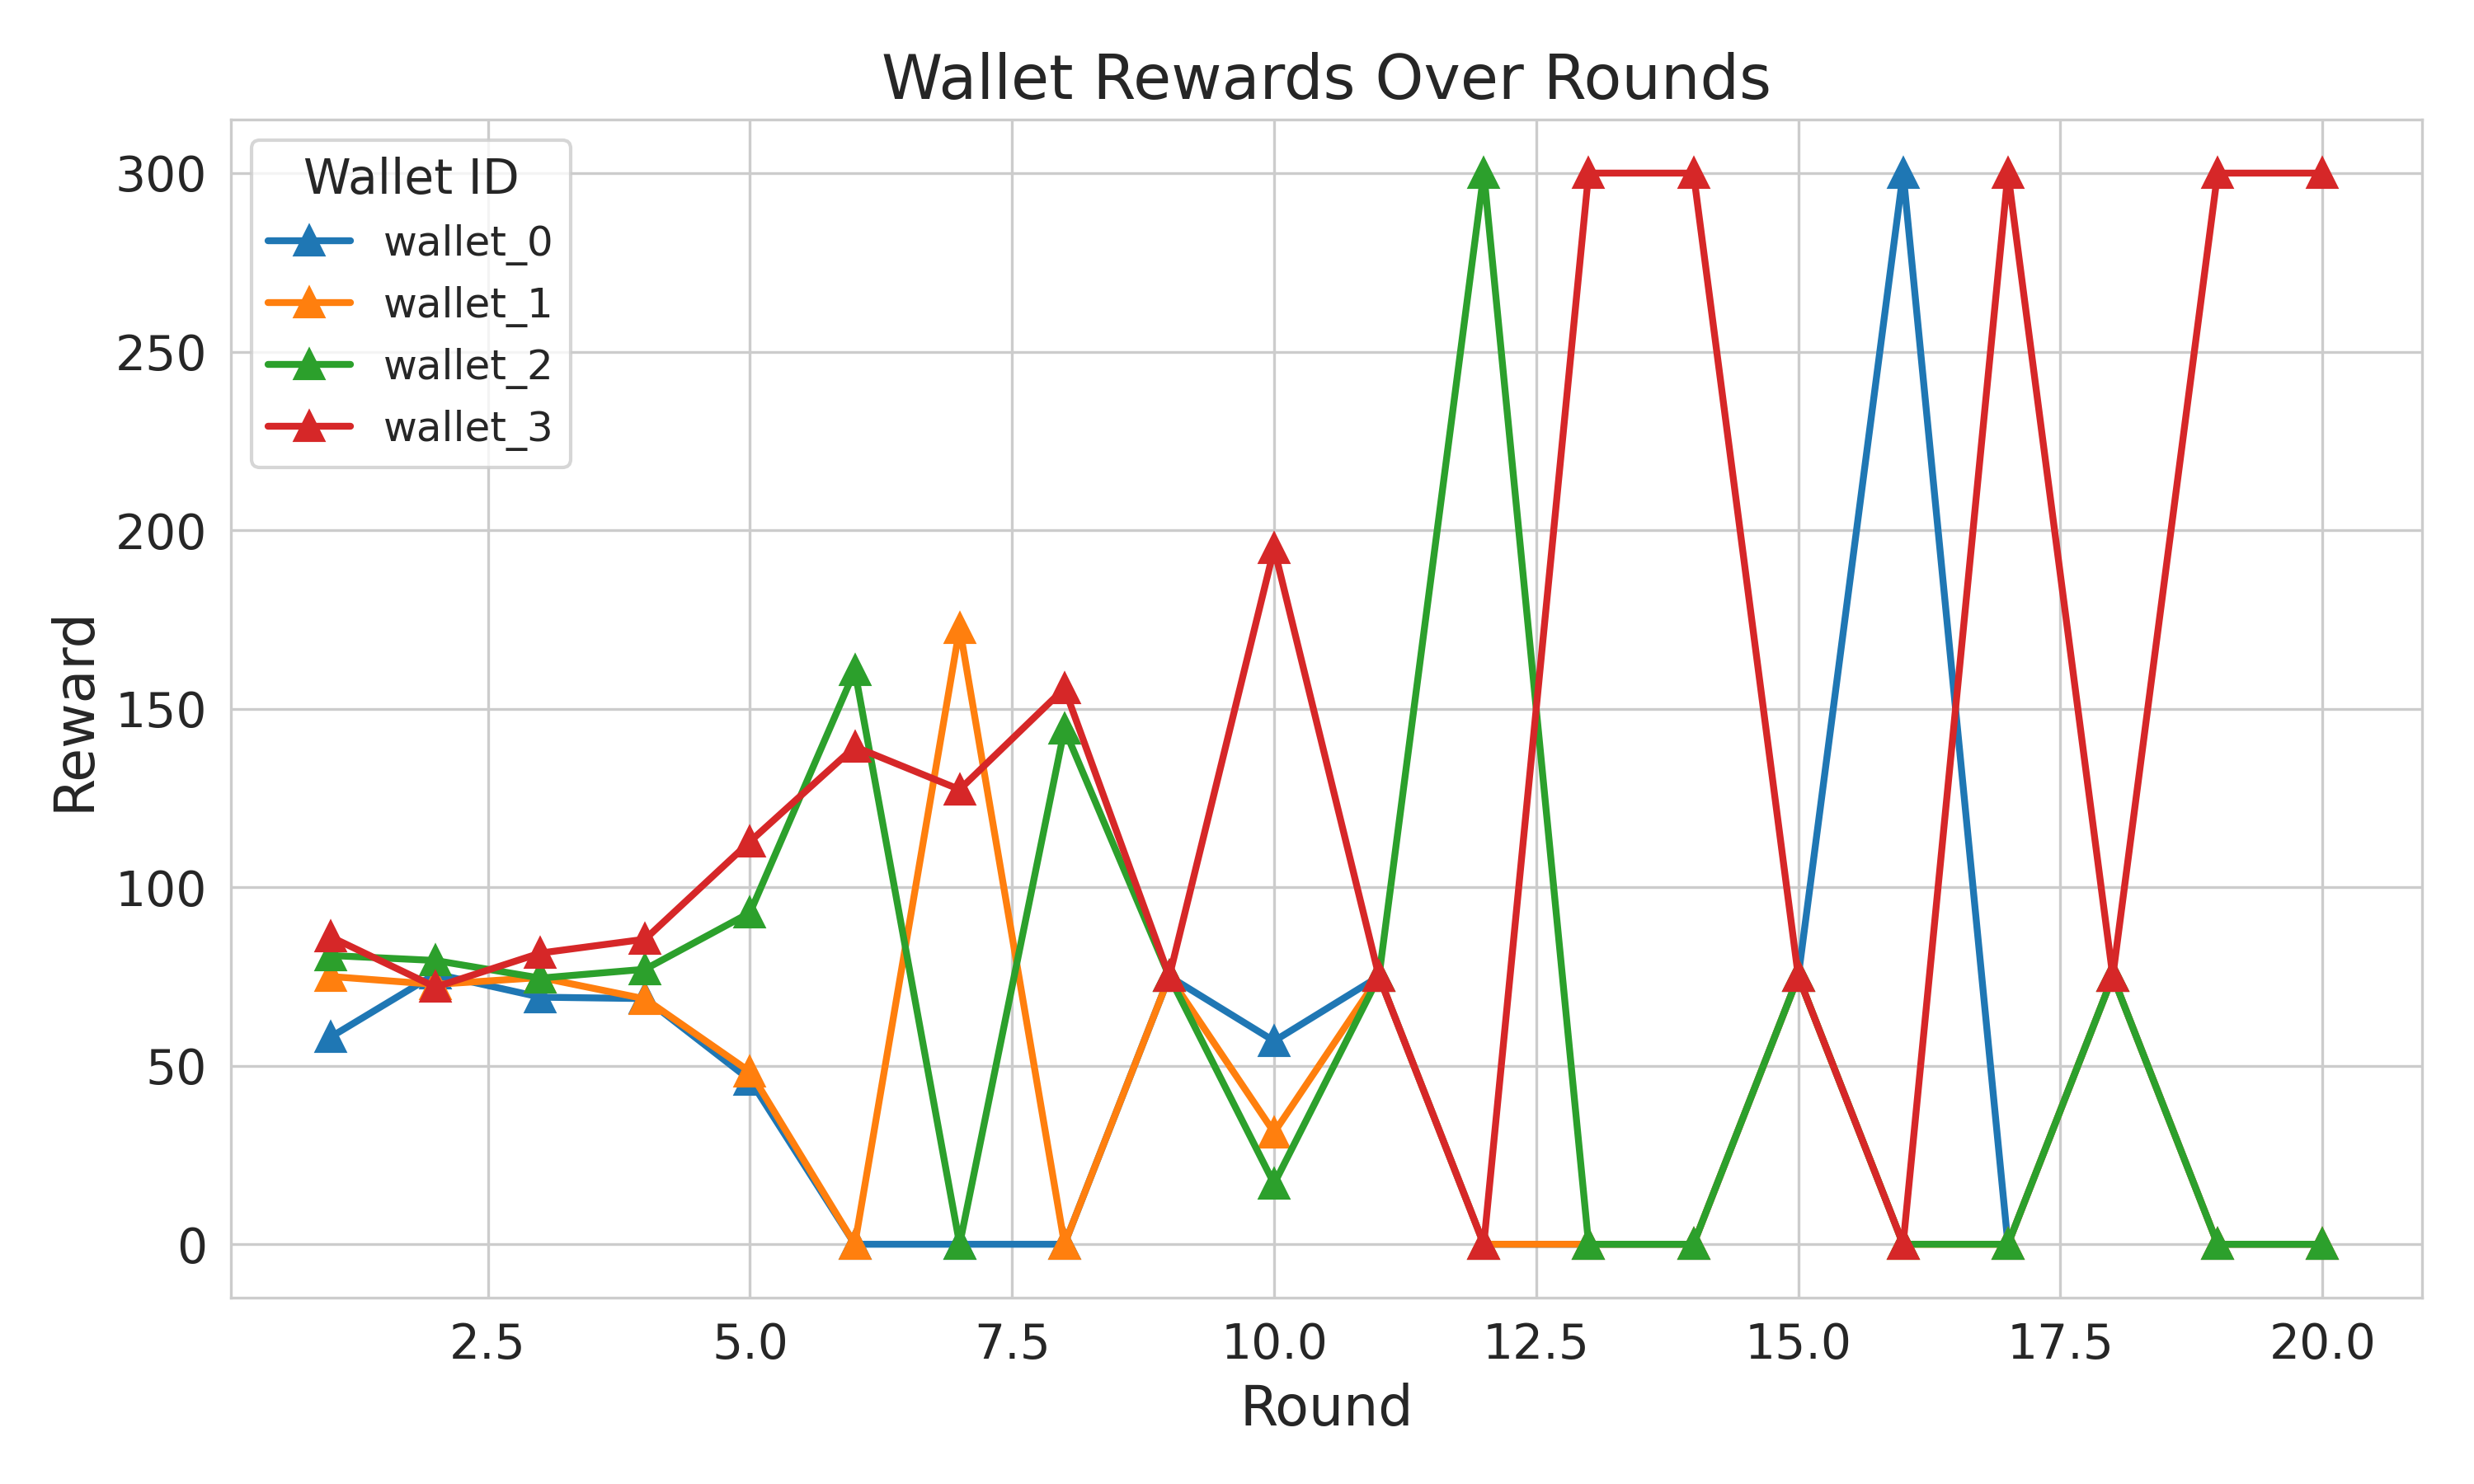 Wallet Rewards Over Rounds
Wallet ID
wallet_0
wallet_1
wallet_2
wallet_3
Reward
300
250
200
150
100
50
0
2.5 5.0 7.5 10.0 12.5 15.0 17.5 20.0
Round